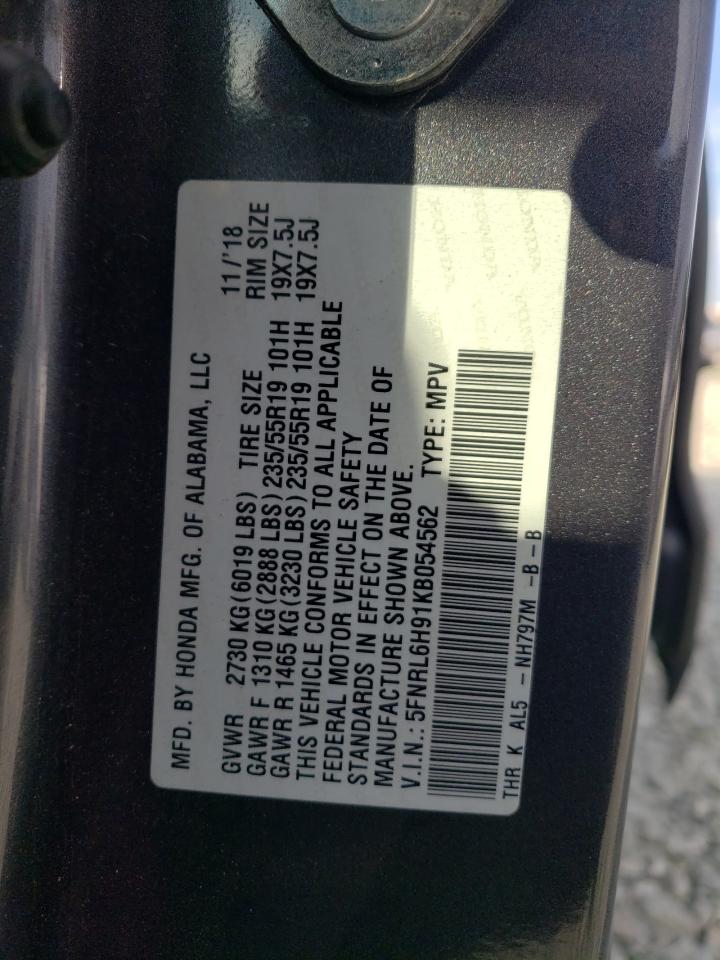 MFD. BY HONDA MFG. OF ALABAMA, LLC
11/'18
GVWR 2730 KG(6019 LBS) TIRE SIZE RIM SIZE
GAWR F 1310 KG(2888 LBS)235/55R19 101H 19X7.5J
GAWR R 1465 KG(3230 LBS)235/55R19 101H 19X7.5J
THIS VEHICLE CONFORMS TO ALL APPLICABLE
FEDERAL MOTOR VEHICLE SAFETY
STANDARDS IN EFFECT ON THE DATE OF
MANUFACTURE SHOWN ABOVE.
V.I.N.: 5FNRL6H91KB054562 TYPE: MPV
THR K AL5 -NH797M -B-B